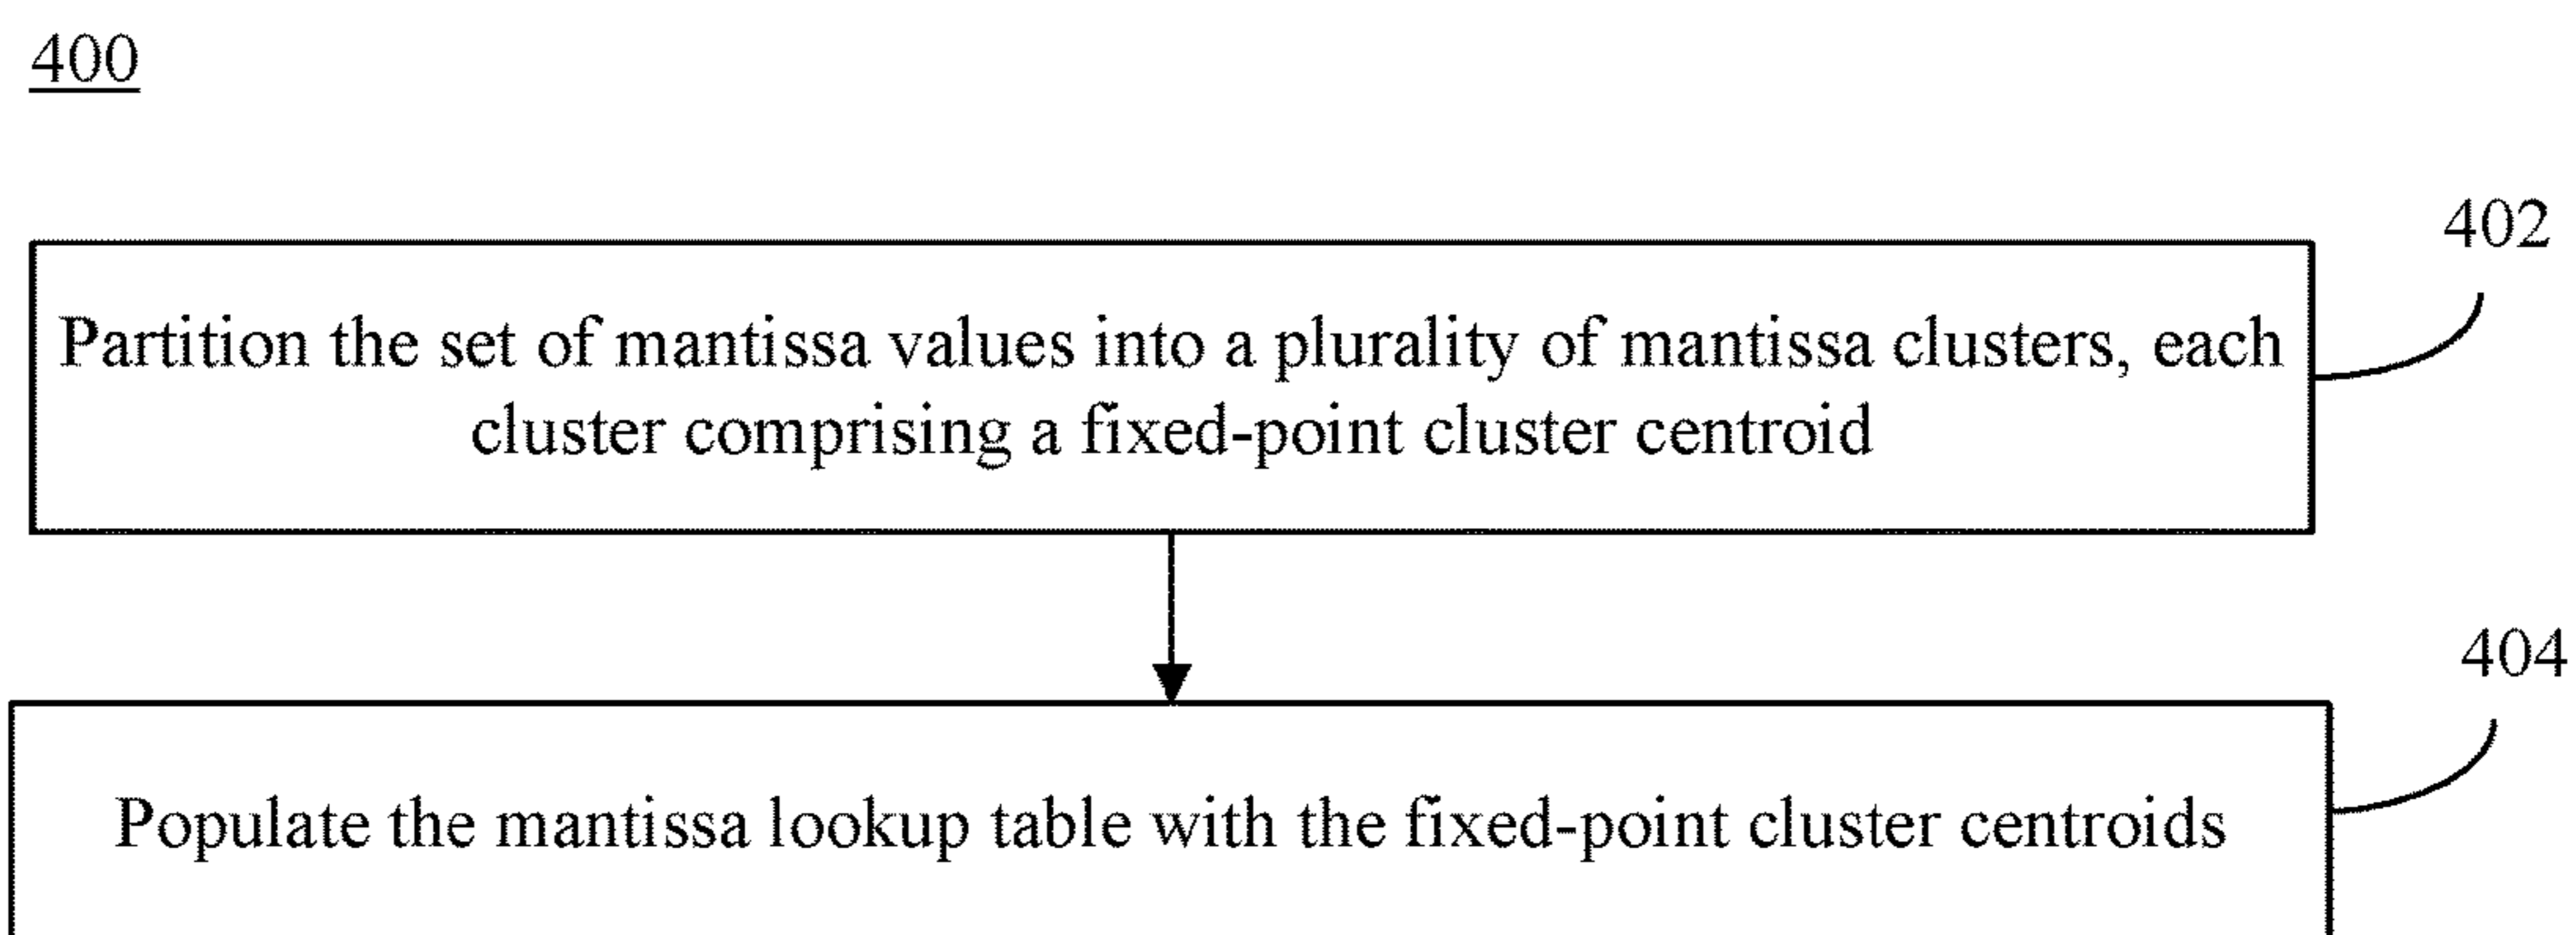 400
402
Partition the set of mantissa values into a plurality of mantissa clusters, each
cluster comprising a fixed-point cluster centroid
404
Populate the mantissa lookup table with the fixed-point cluster centroids